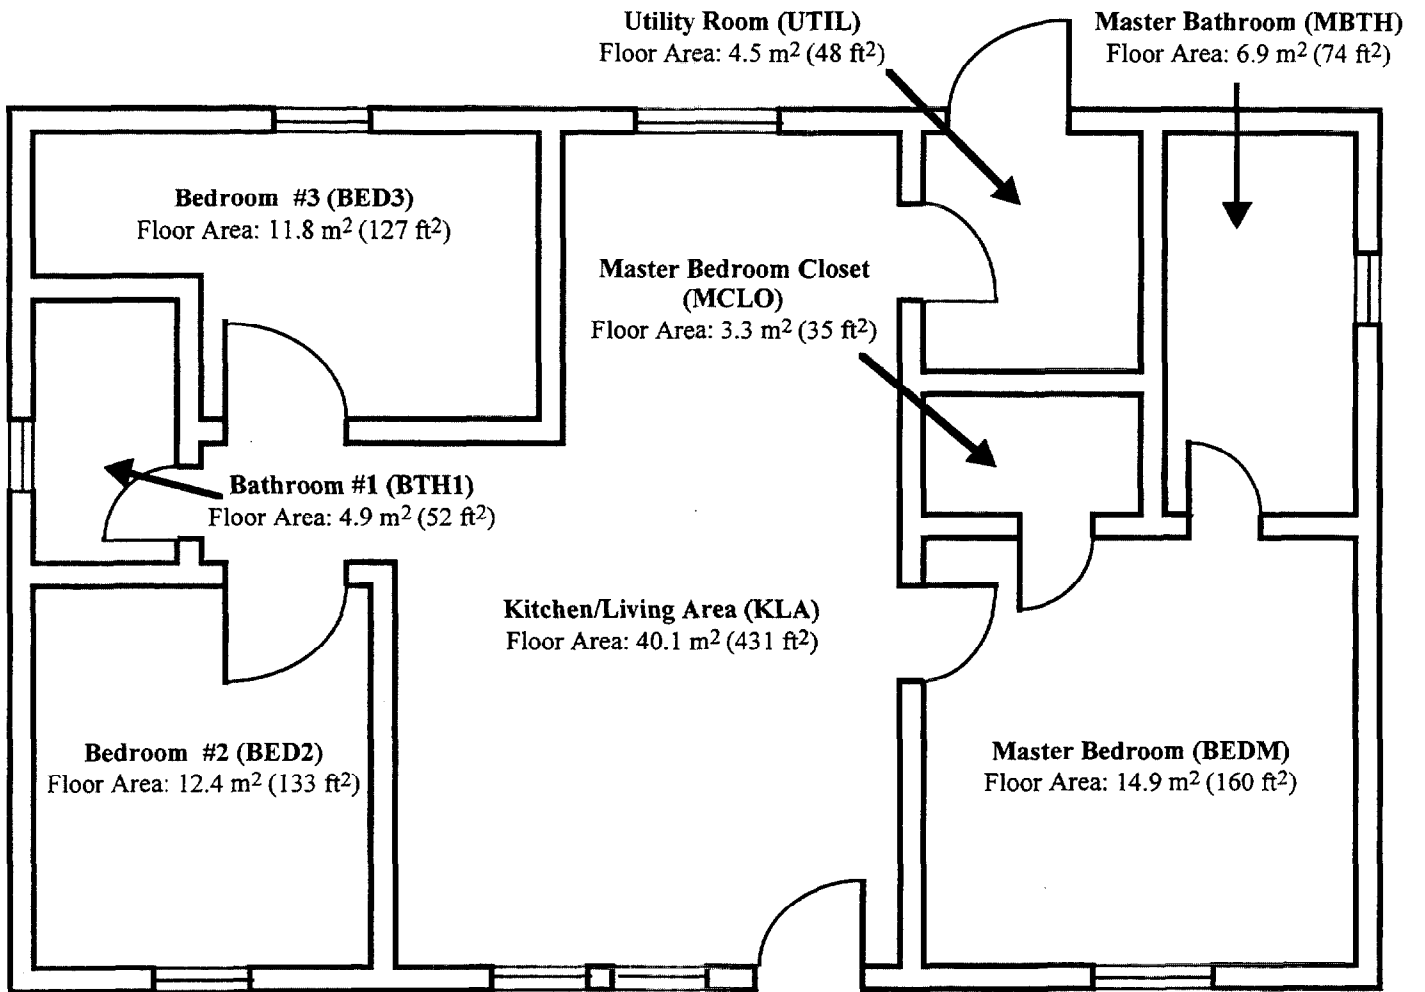 Utility Room (UTIL)
Floor Area: 4.5 m² (48 ft²)
Master Bathroom (MBTH)
Floor Area: 6.9 m² (74 ft²)
Bedroom #3 (BED3)
Floor Area: 11.8 m² (127 ft²)
Master Bedroom Closet
(MCLO)
Floor Area: 3.3 m² (35 ft²)
Bathroom #1 (BTH1)
Floor Area: 4.9 m² (52 ft²)
Kitchen/Living Area (KLA)
Floor Area: 40.1 m² (431 ft²)
Bedroom #2 (BED2)
Floor Area: 12.4 m² (133 ft²)
Master Bedroom (BEDM)
Floor Area: 14.9 m² (160 ft²)